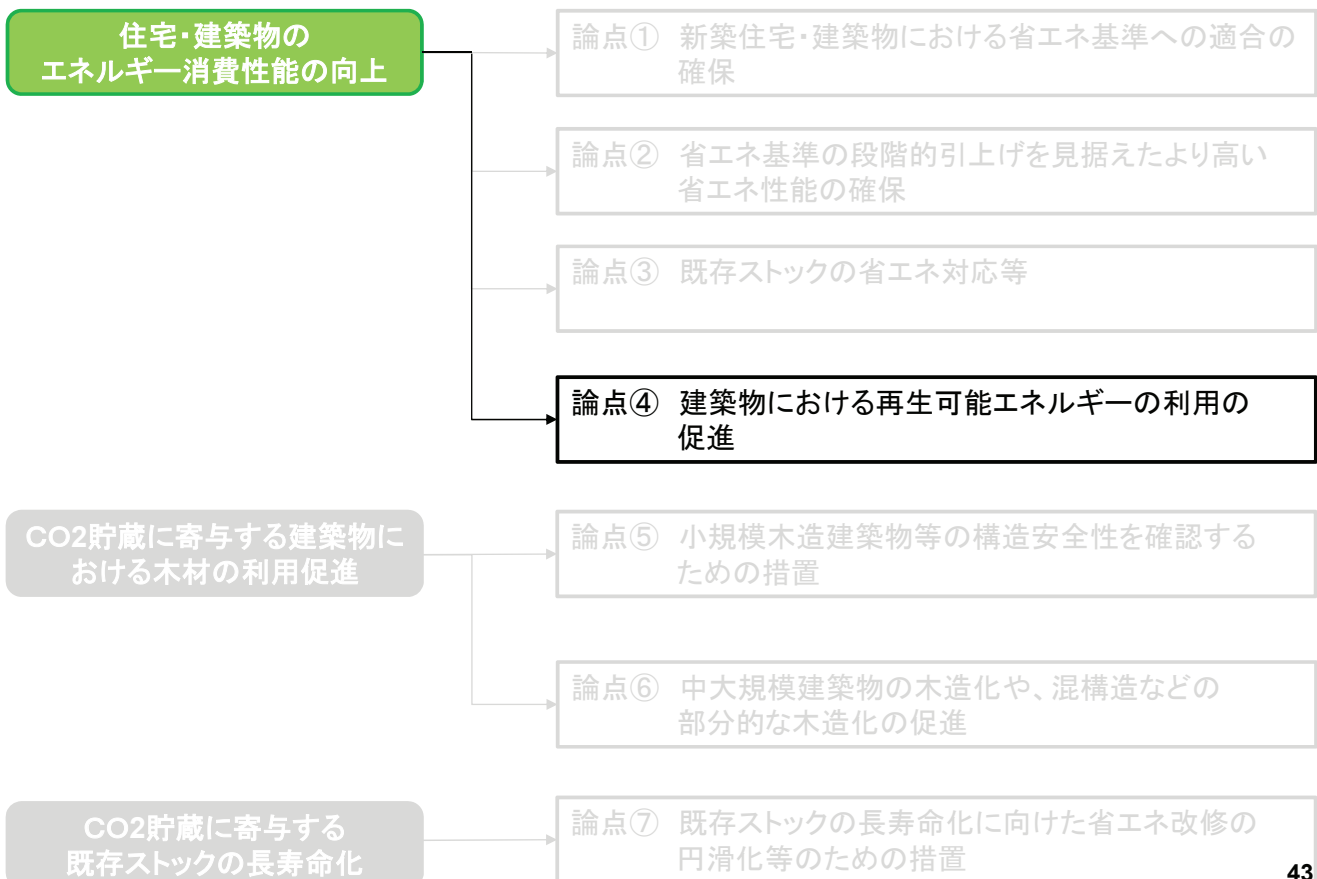 住宅・建築物の
エネルギー消費性能の向上
論点① 新築住宅・建築物における省エネ基準への適合の
確保
論点② 省エネ基準の段階的引上げを見据えたより高い
省エネ性能の確保
論点③ 既存ストックの省エネ対応等
論点④ 建築物における再生可能エネルギーの利用の
促進
CO2貯蔵に寄与する建築物に
おける木材の利用促進
論点⑤ 小規模木造建築物等の構造安全性を確認する
ための措置
論点⑥ 中大規模建築物の木造化や、混構造などの
部分的な木造化の促進
CO2貯蔵に寄与する
既存ストックの長寿命化
論点⑦ 既存ストックの長寿命化に向けた省エネ改修の
円滑化等のための措置
43